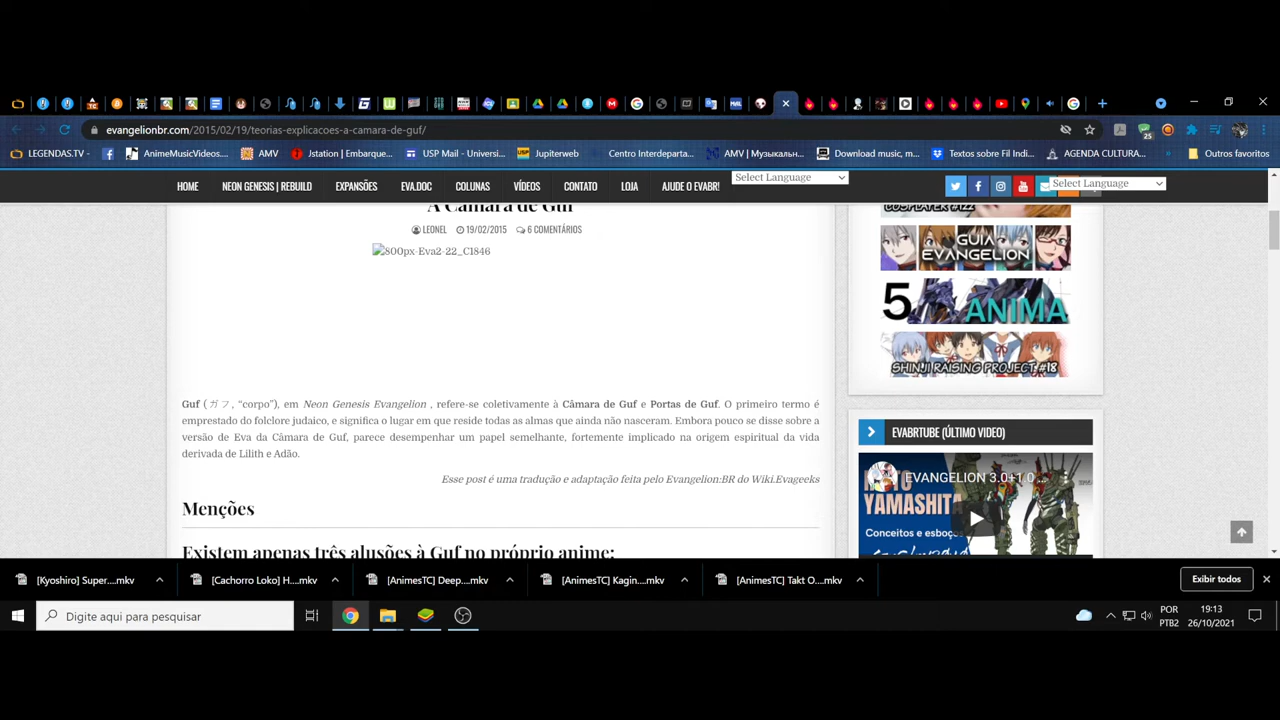 evangelionbr.com/2015/02/19/teorias-explicacoes-a-camara-de-guf/
25
LEGENDAS.TV -
AnimeMusicVideos....
AMV
Jstation | Embarque...
USP Mail - Universi...
Jupiterweb
Centro Interdeparta...
AMV | Музыкальн...
Download music, m...
Textos sobre Fil Indi...
AGENDA CULTURA...
Outros favoritos
HOME
NEON GENESIS | REBUILD
EXPANSÕES
EVA.DOC
COLUNAS
VÍDEOS
CONTATO
LOJA
AJUDE O EVABR!
Select Language
Select Language
A Câmara de Guf
LEONEL 19/02/2015 6 COMENTÁRIOS
800px-Eva2-22_C1846
Guf (ガフ, “corpo”), em Neon Genesis Evangelion , refere-se coletivamente à Câmara de Guf e Portas de Guf. O primeiro termo é
emprestado do folclore judaico, e significa o lugar em que reside todas as almas que ainda não nasceram. Embora pouco se disse sobre a
versão de Eva da Câmara de Guf, parece desempenhar um papel semelhante, fortemente implicado na origem espiritual da vida
derivada de Lilith e Adão.
Esse post é uma tradução e adaptação feita pelo Evangelion:BR do Wiki.Evageeks
Menções
Existem apenas três alusões à Guf no próprio anime:
COSPLAYER #122
GUIA
EVANGELION
5 ANIMA
SHINJI RAISING PROJECT #18
EVABRTUBE (ÚLTIMO VIDEO)
EVANGELION 3.0+1.0 ...
YAMASHITA
Conceitos e esboço
[Kyoshiro] Super....mkv
[Cachorro Loko] H....mkv
[AnimesTC] Deep....mkv
[AnimesTC] Kagin....mkv
[AnimesTC] Takt O....mkv
Exibir todos
Digite aqui para pesquisar
POR
PTB2
19:13
26/10/2021